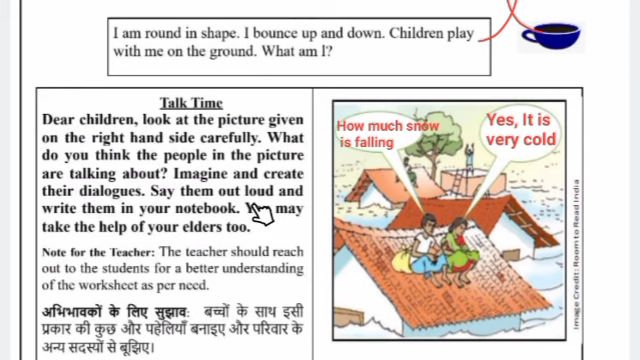 I am round in shape. I bounce up and down. Children play
with me on the ground. What am I?
Talk Time
Dear children, look at the picture given
on the right hand side carefully. What
do you think the people in the picture
are talking about? Imagine and create
their dialogues. Say them out loud and
write them in your notebook. You may
take the help of your elders too.
Note for the Teacher: The teacher should reach
out to the students for a better understanding
of the worksheet as per need.
अभिभावकों के लिए सुझाव: बच्चों के साथ इसी
प्रकार की कुछ और पहेलियाँ बनाइए और परिवार के
अन्य सदस्यों से बूझिए।
How much snow
is falling
Yes, It is
very cold
Image Credit: Room to Read India